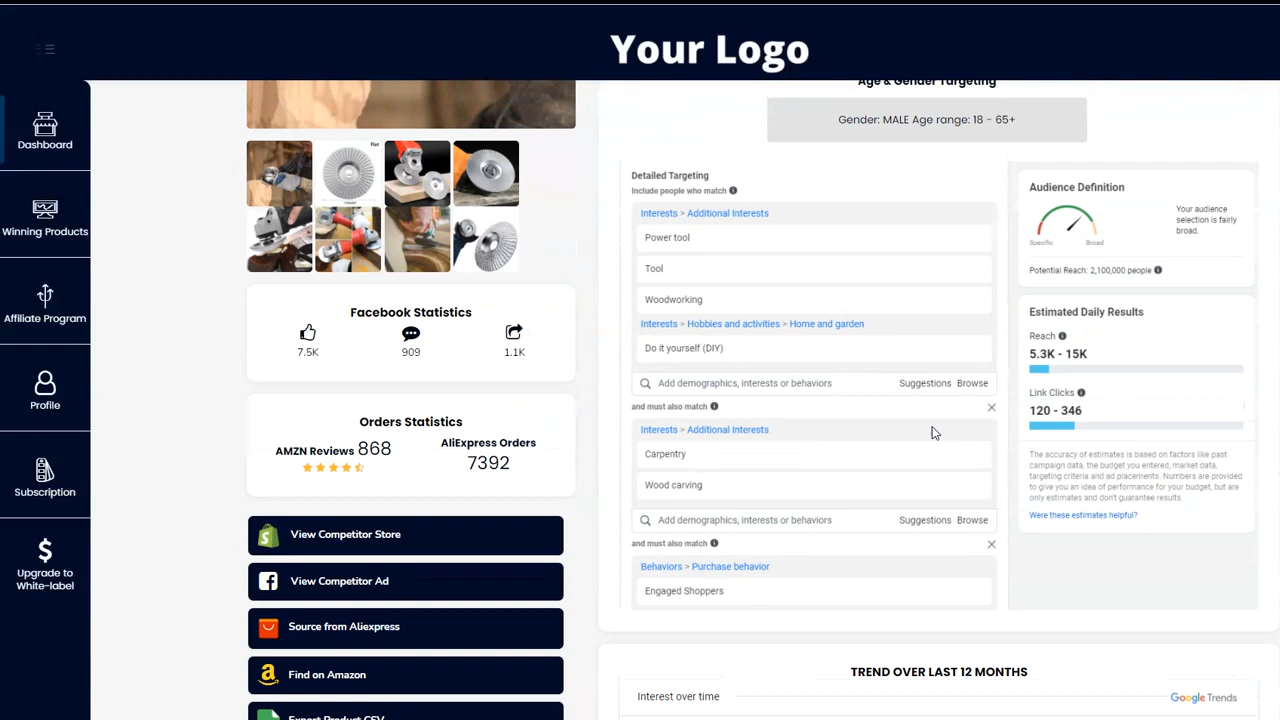 Your Logo
Dashboard
Winning Products
Affiliate Program
Profile
Subscription
Upgrade to
White-label
Flat
Facebook Statistics
7.5K
909
1.1K
Orders Statistics
AMZN Reviews 868
AliExpress Orders
7392
View Competitor Store
View Competitor Ad
Source from Aliexpress
Find on Amazon
Export Product CSV
Age & Gender Targeting
Gender: MALE Age range: 18 - 65+
Detailed Targeting
Include people who match
Interests > Additional Interests
Power tool
Tool
Woodworking
Interests > Hobbies and activities > Home and garden
Do it yourself (DIY)
Add demographics, interests or behaviors
Suggestions
Browse
and must also match
Interests > Additional Interests
Carpentry
Wood carving
Add demographics, interests or behaviors
Suggestions
Browse
and must also match
Behaviors > Purchase behavior
Engaged Shoppers
Audience Definition
Specific
Broad
Your audience
selection is fairly
broad.
Potential Reach: 2,100,000 people
Estimated Daily Results
Reach
5.3K - 15K
Link Clicks
120 - 346
The accuracy of estimates is based on factors like past
campaign data, the budget you entered, market data,
targeting criteria and ad placements. Numbers are provided
to give you an idea of performance for your budget, but are
only estimates and don't guarantee results.
Were these estimates helpful?
TREND OVER LAST 12 MONTHS
Interest over time
Google Trends